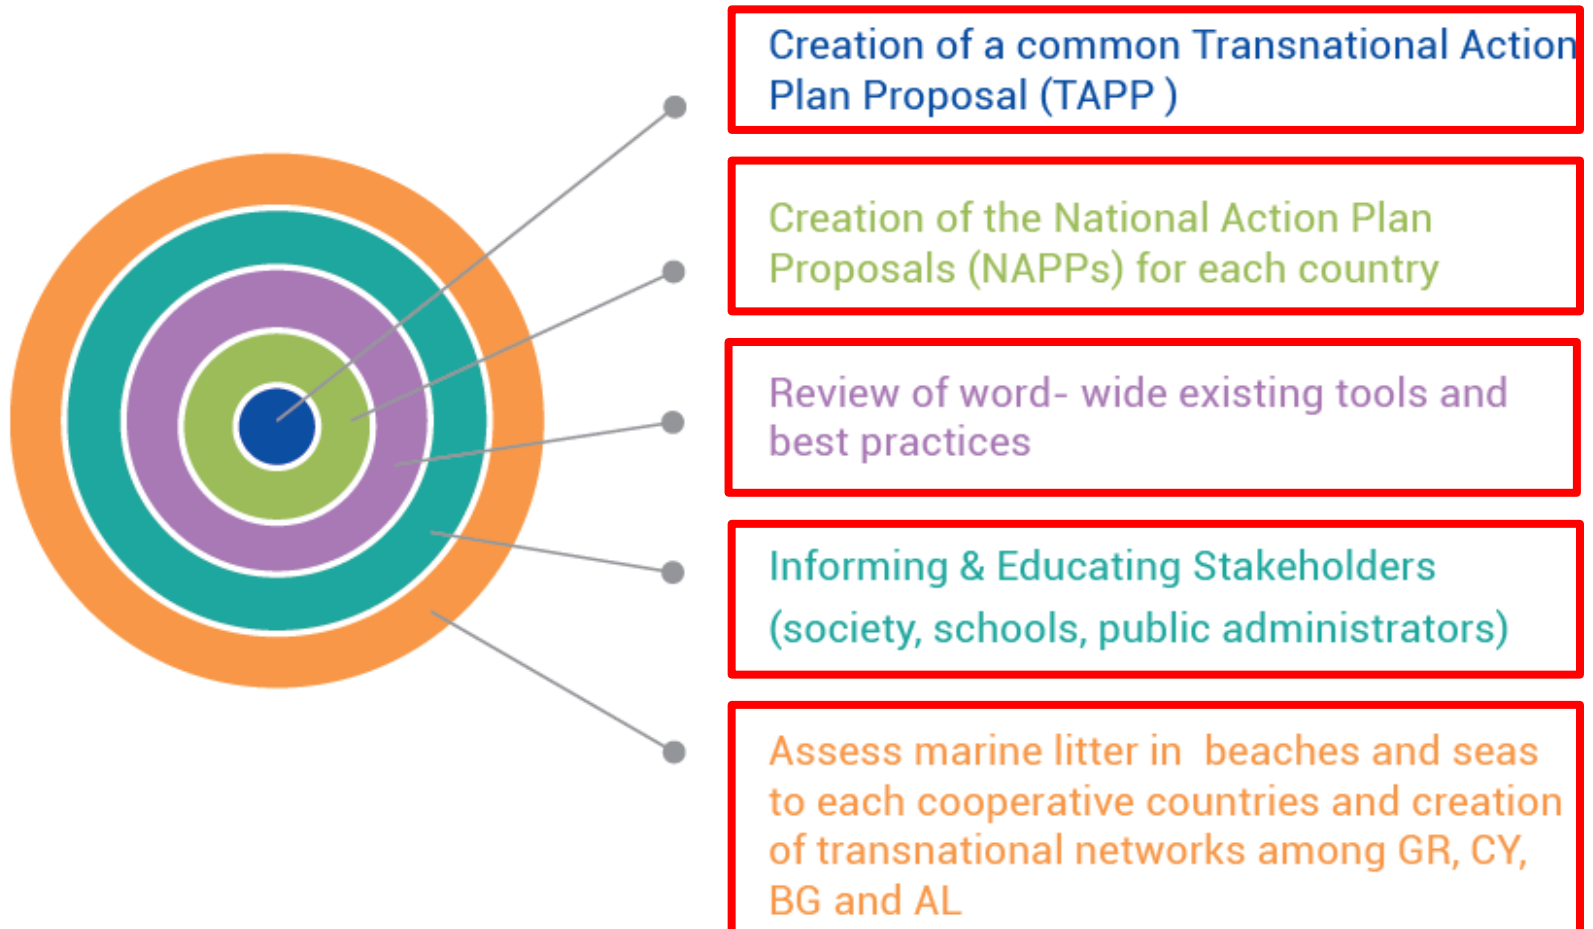 Creation of a common Transnational Action
Plan Proposal (TAPP )
Creation of the National Action Plan
Proposals (NAPPs) for each country
Review of word- wide existing tools and
best practices
Informing & Educating Stakeholders
(society, schools, public administrators)
Assess marine litter in  beaches and seas
to each cooperative countries and creation
of transnational networks among GR, CY,
BG and AL